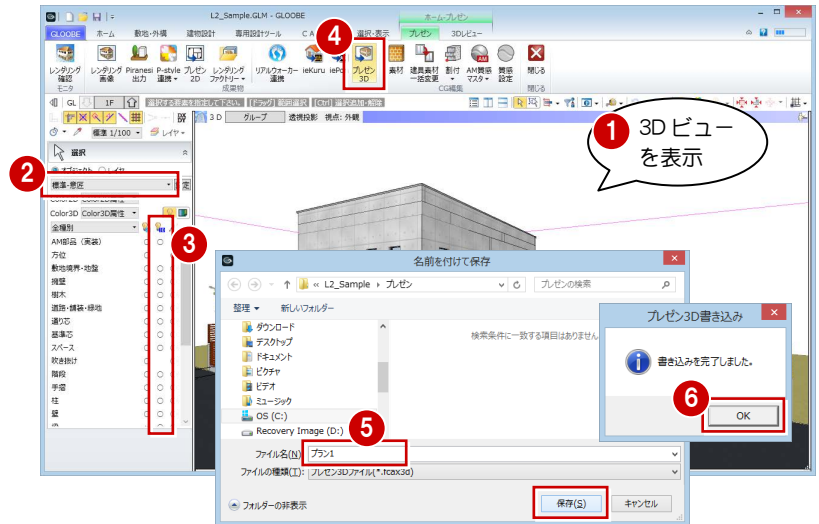 L2_Sample.GLM - GLOOBE
ホーム-プレゼン
GLOOBE ホーム 敷地・外構 建物設計 専用設計ツール C A 選択・表示 プレゼン 3Dレビュー
4
レンダリング確認 レンダリング画像 Piranesi出力 P-style連携 プレゼン2D レンダリングファクトリー リアルウォーカー連携 ieKuru iePo プレゼン3D 素材 建具素材一括変更 割付 AM質感マスタ 質感設定 閉じる
モニタ 成果物 CG編集 閉じる
GL 1F 選択する要素を指定して下さい。 [ドラッグ]範囲選択 [Ctrl]選択追加・解除
3 D グループ 透視投影 視点: 外観
標準 1/100 レイヤ
1
3D ビュー
を表示
選択
オブジェクト レイヤ
2
標準-意匠 定
Color2D Color2D属性
Color3D Color3D属性
全種別
3
AM部品（実装）
方位
敷地境界・地盤
擁壁
樹木
道路・舗装・緑地
通り芯
基準芯
スペース
吹き抜け
階段
手摺
柱
壁
名前を付けて保存
« L2_Sample プレゼン プレゼンの検索
整理 新しいフォルダー
ダウンロード
デスクトップ
ドキュメント
ピクチャ
ビデオ
ミュージック
OS (C:)
Recovery Image (D:)
検索条件に一致する項目はありません。
5
ファイル名(N): プラン1
ファイルの種類(T): プレゼン3Dファイル(*.fcax3d)
フォルダーの非表示 保存(S) キャンセル
プレゼン3D書き込み
書き込みを完了しました。
6
OK